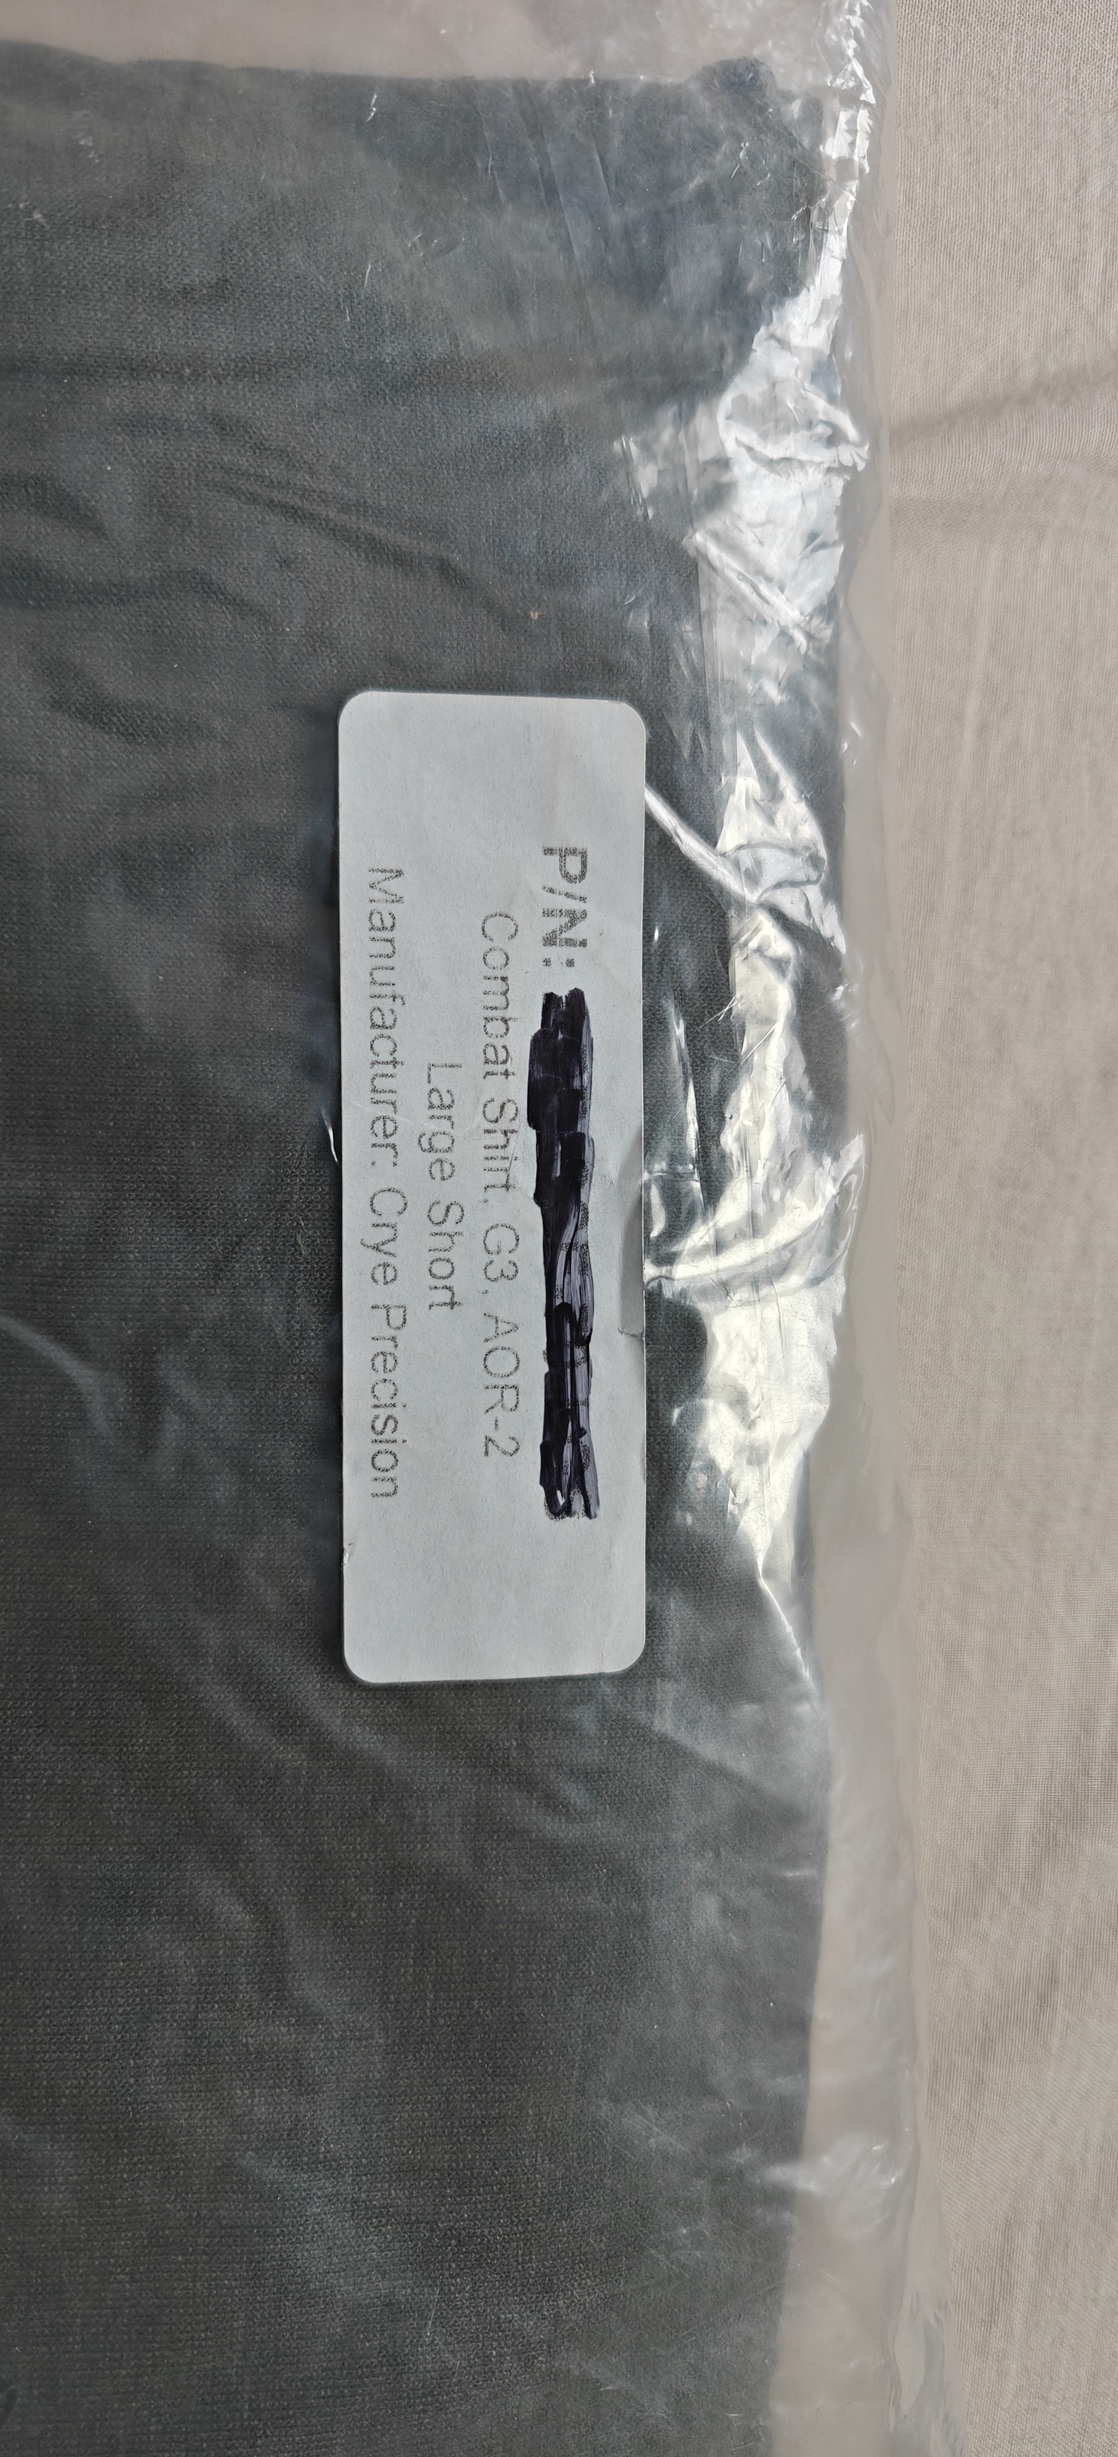 P/N:
Combat Shirt, G3, AOR-2
Large Short
Manufacturer: Crye Precision